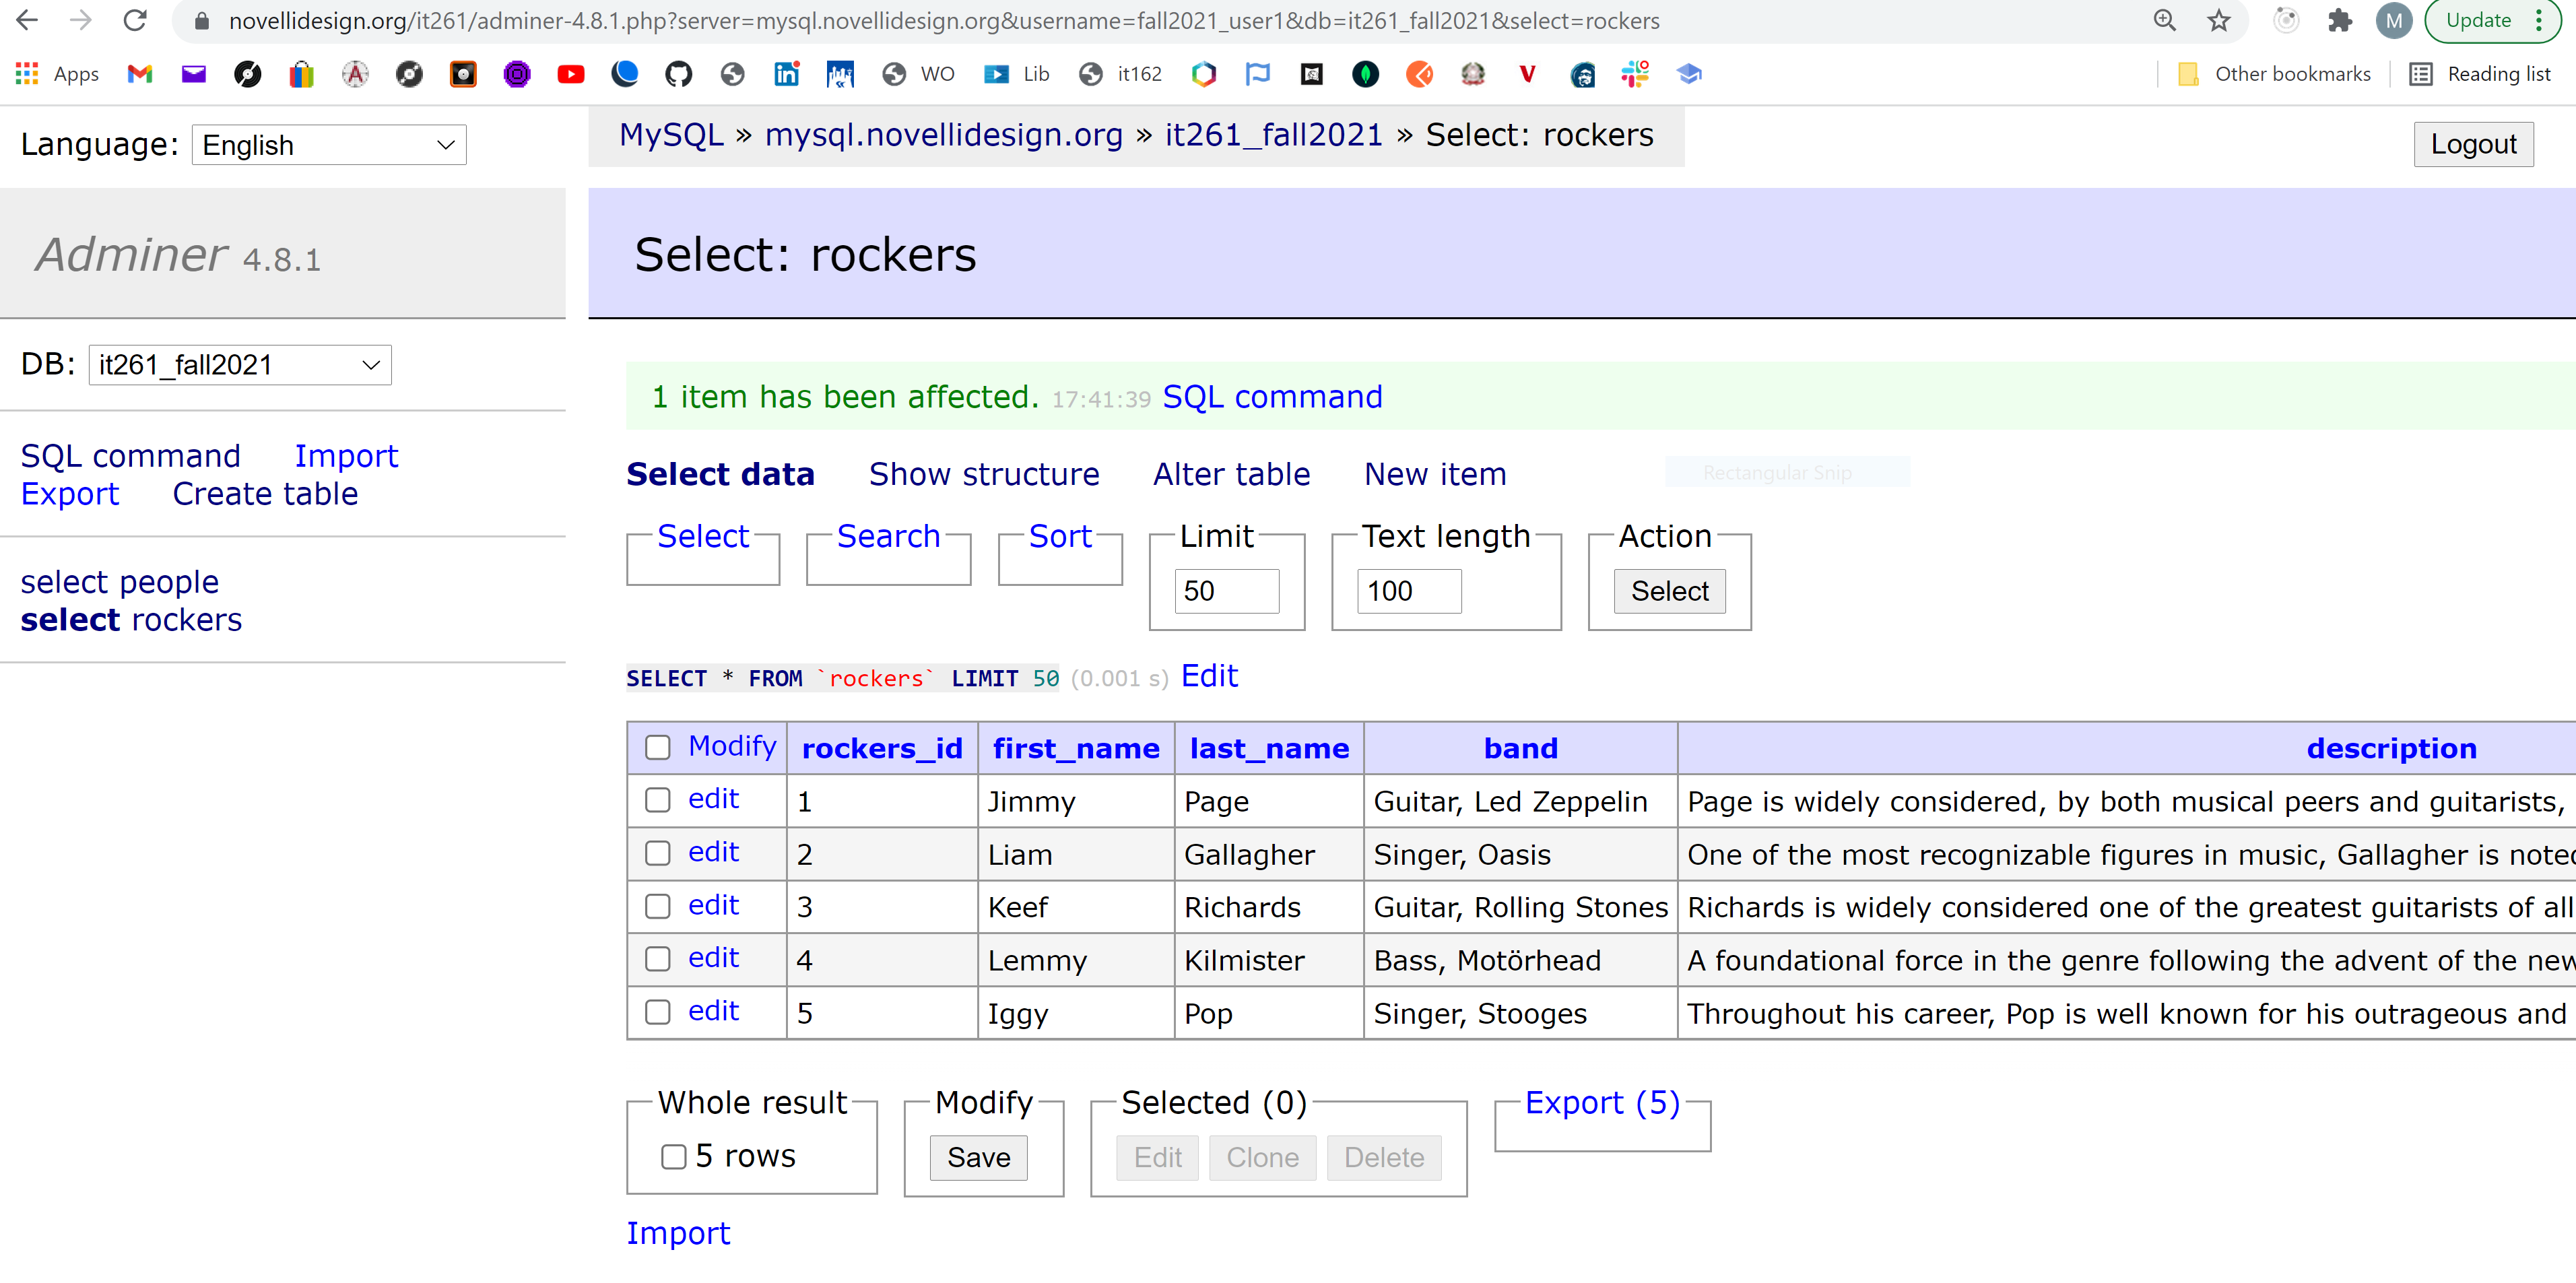 novellidesign.org/it261/adminer-4.8.1.php?server=mysql.novellidesign.org&username=fall2021_user1&db=it261_fall2021&select=rockers
M Update
Apps WO Lib it162 Other bookmarks Reading list
Language: English
MySQL » mysql.novellidesign.org » it261_fall2021 » Select: rockers
Logout
Adminer 4.8.1
Select: rockers
DB: it261_fall2021
1 item has been affected. 17:41:39 SQL command
SQL command Import
Export Create table
select people
select rockers
Select data Show structure Alter table New item
Rectangular Snip
Select Search Sort Limit Text length Action
50 100 Select
SELECT * FROM `rockers` LIMIT 50 (0.001 s) Edit
Modify rockers_id first_name last_name band description
edit 1 Jimmy Page Guitar, Led Zeppelin Page is widely considered, by both musical peers and guitarists,
edit 2 Liam Gallagher Singer, Oasis One of the most recognizable figures in music, Gallagher is noted
edit 3 Keef Richards Guitar, Rolling Stones Richards is widely considered one of the greatest guitarists of all
edit 4 Lemmy Kilmister Bass, Motörhead A foundational force in the genre following the advent of the new
edit 5 Iggy Pop Singer, Stooges Throughout his career, Pop is well known for his outrageous and
Whole result Modify Selected (0) Export (5)
5 rows Save Edit Clone Delete
Import